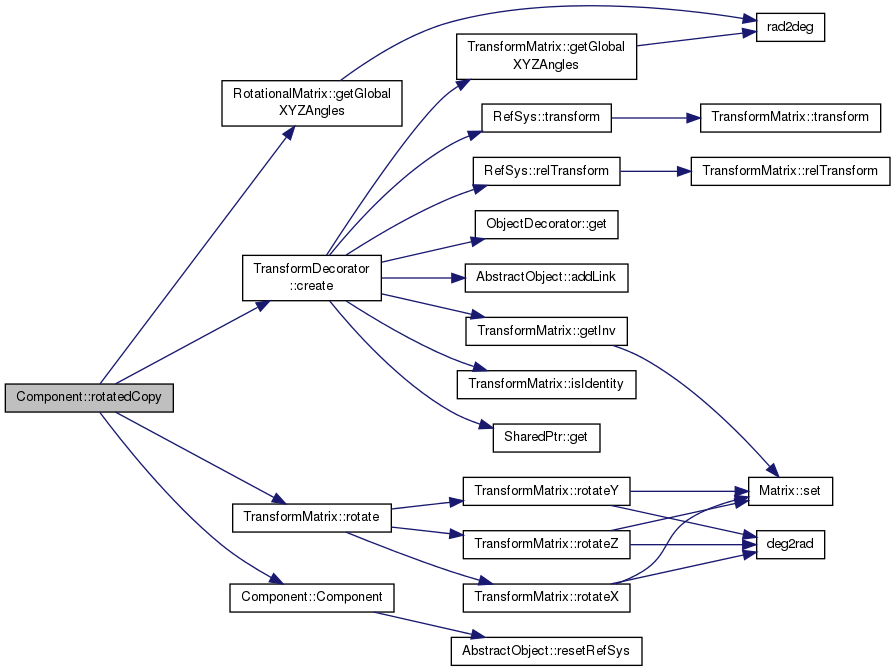 rad2deg
TransformMatrix::getGlobal
XYZAngles
RotationalMatrix::getGlobal
XYZAngles
RefSys::transform
TransformMatrix::transform
RefSys::relTransform
TransformMatrix::relTransform
ObjectDecorator::get
TransformDecorator
::create
AbstractObject::addLink
TransformMatrix::getInv
TransformMatrix::isIdentity
Component::rotatedCopy
SharedPtr::get
TransformMatrix::rotateY
Matrix::set
TransformMatrix::rotate
TransformMatrix::rotateZ
deg2rad
Component::Component
TransformMatrix::rotateX
AbstractObject::resetRefSys